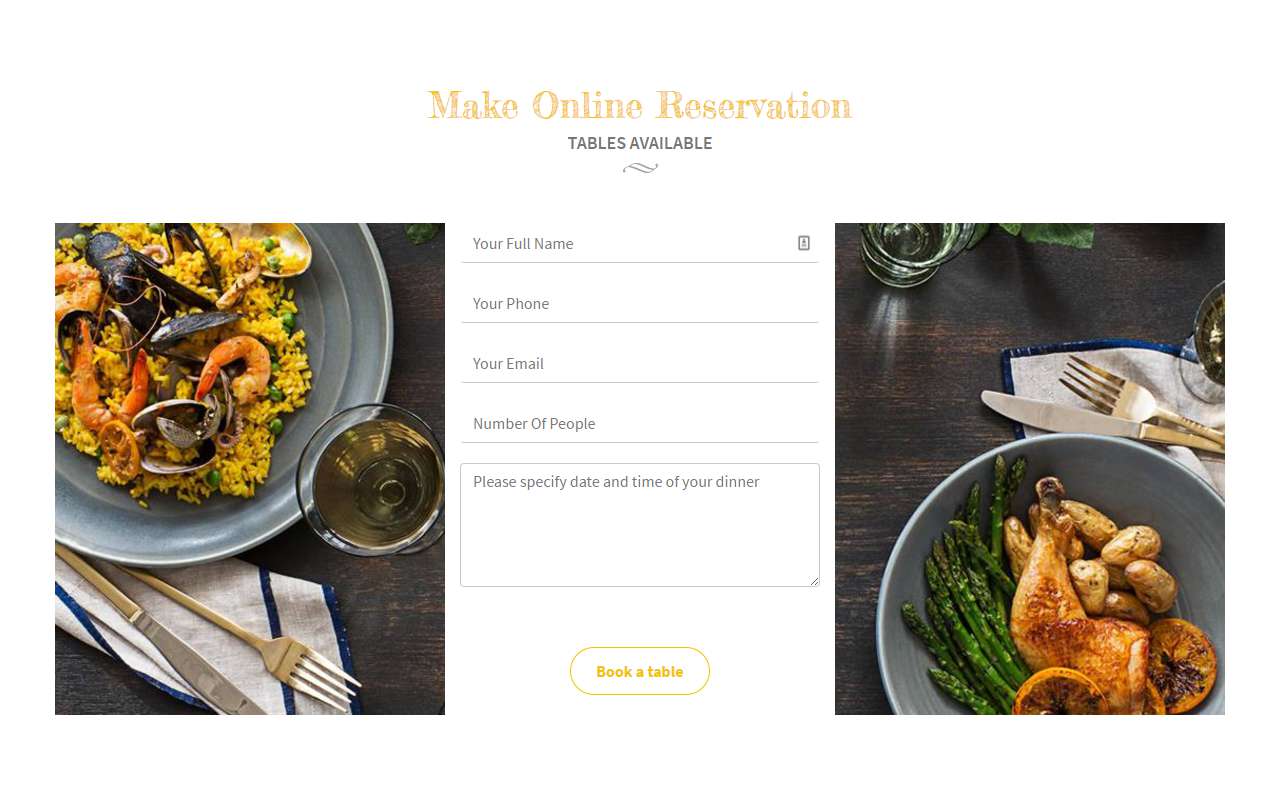 Make Online Reservation
TABLES AVAILABLE
Your Full Name
Your Phone
Your Email
Number Of People
Please specify date and time of your dinner
Book a table